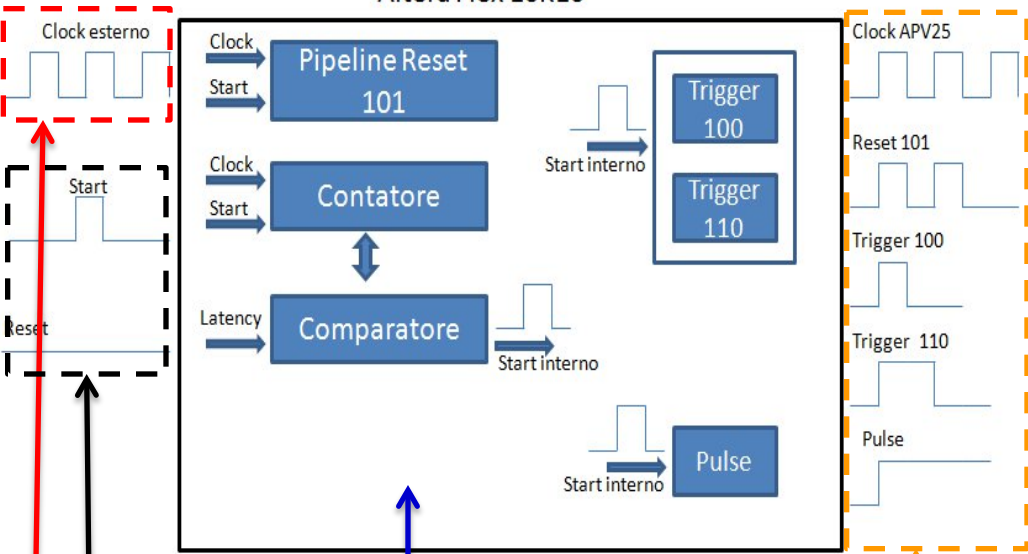 Clock esterno
Start
Reset
Clock
Start
Pipeline Reset
101
Clock
Start
Contatore
Latency
Comparatore
Start interno
Start interno
Trigger
100
Trigger
110
Start interno
Pulse
Clock APV25
Reset 101
Trigger 100
Trigger 110
Pulse